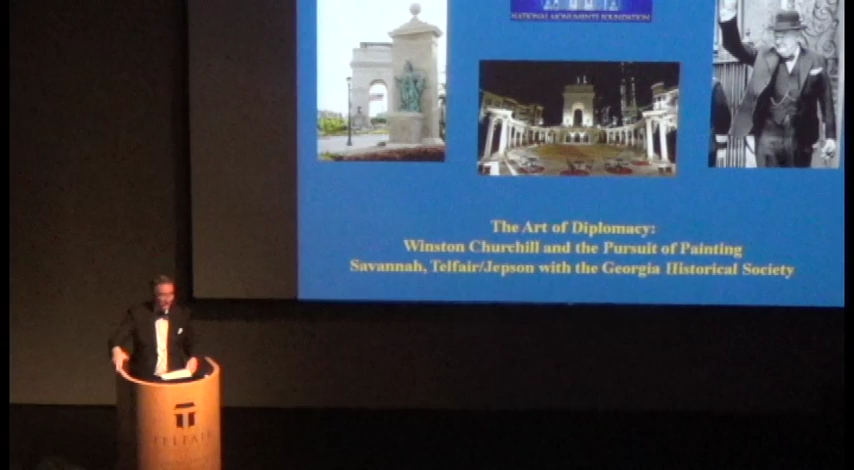 NATIONAL MONUMENTS FOUNDATION
The Art of Diplomacy:
Winston Churchill and the Pursuit of Painting
Savannah, Telfair/Jepson with the Georgia Historical Society
TELFAIR